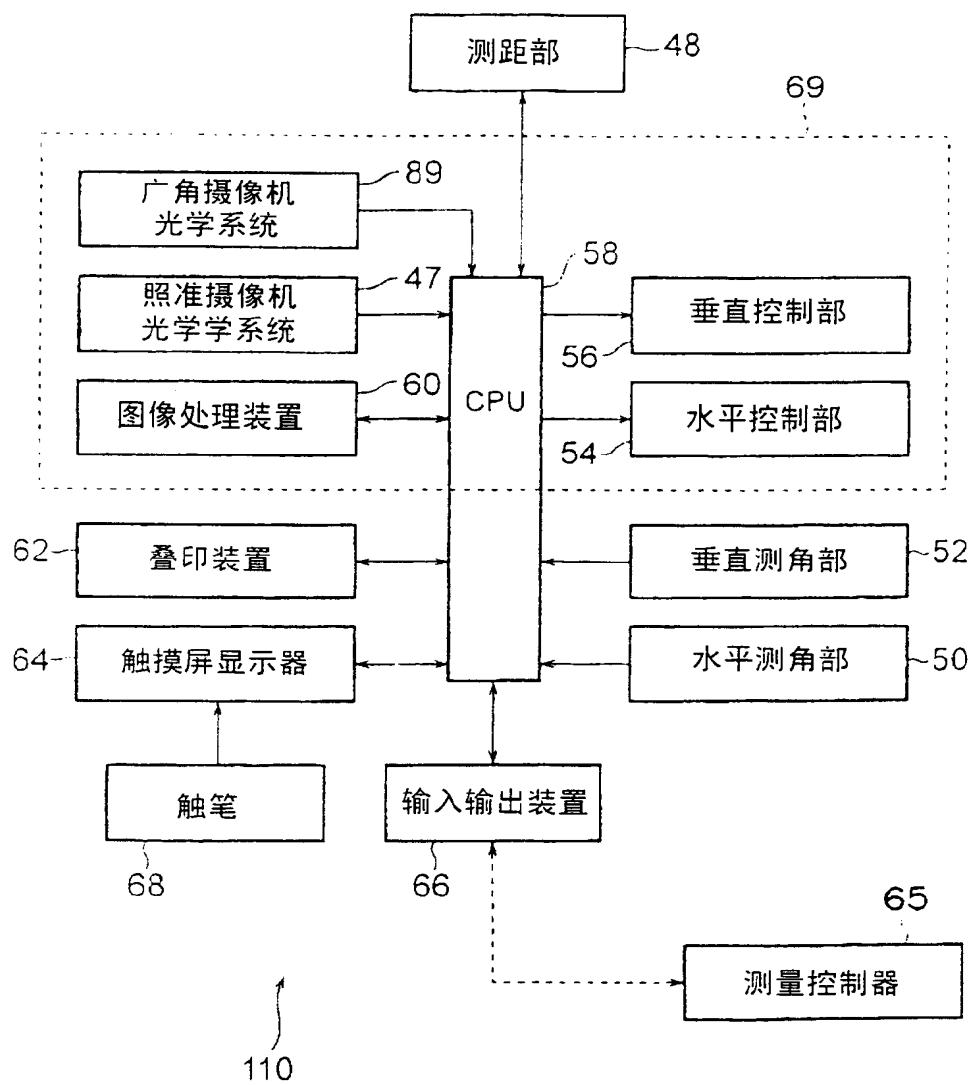 测距部
48
69
广角摄像机
光学系统
89
照准摄像机
光学学系统
47
58
垂直控制部
56
图像处理装置
60
CPU
水平控制部
54
62
叠印装置
垂直测角部
52
64
触摸屏显示器
水平测角部
50
触笔
68
输入输出装置
66
65
测量控制器
110